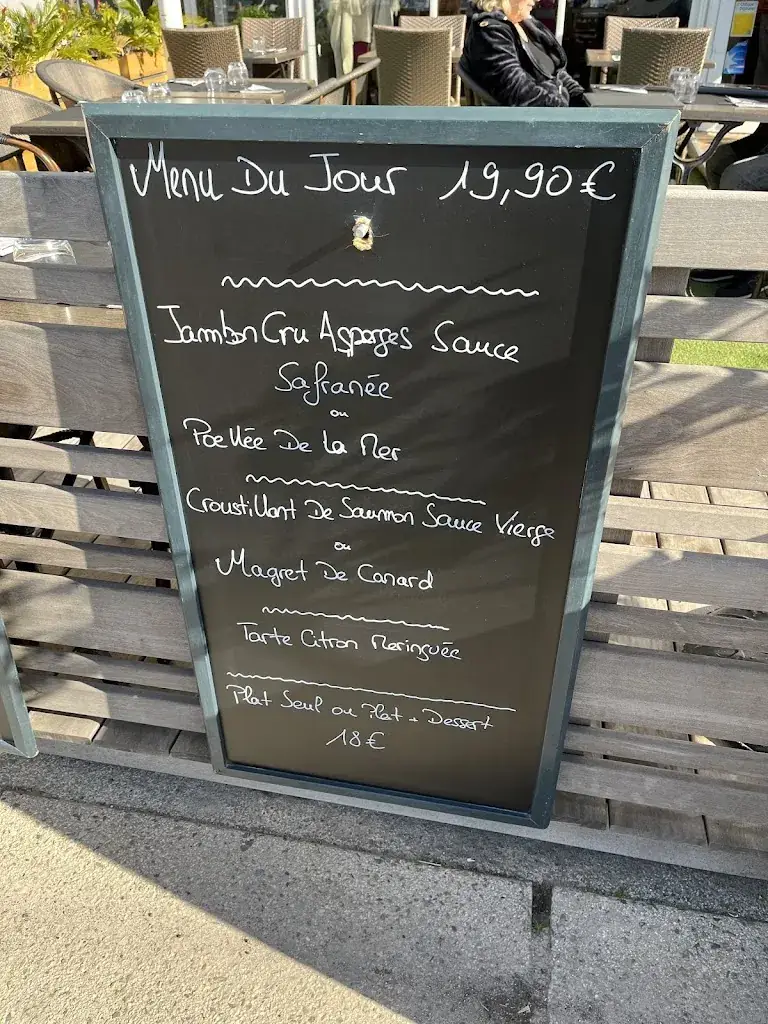 Menu Du Jour 19,90€
Jambon Cru Asperges Sauce
Safranée
ou
Poellée De la Mer
Croustillant De Saumon Sauce Vierge
ou
Magret De Canard
Tarte Citron Meringuée
Plat Seul ou Plat + Dessert
18€